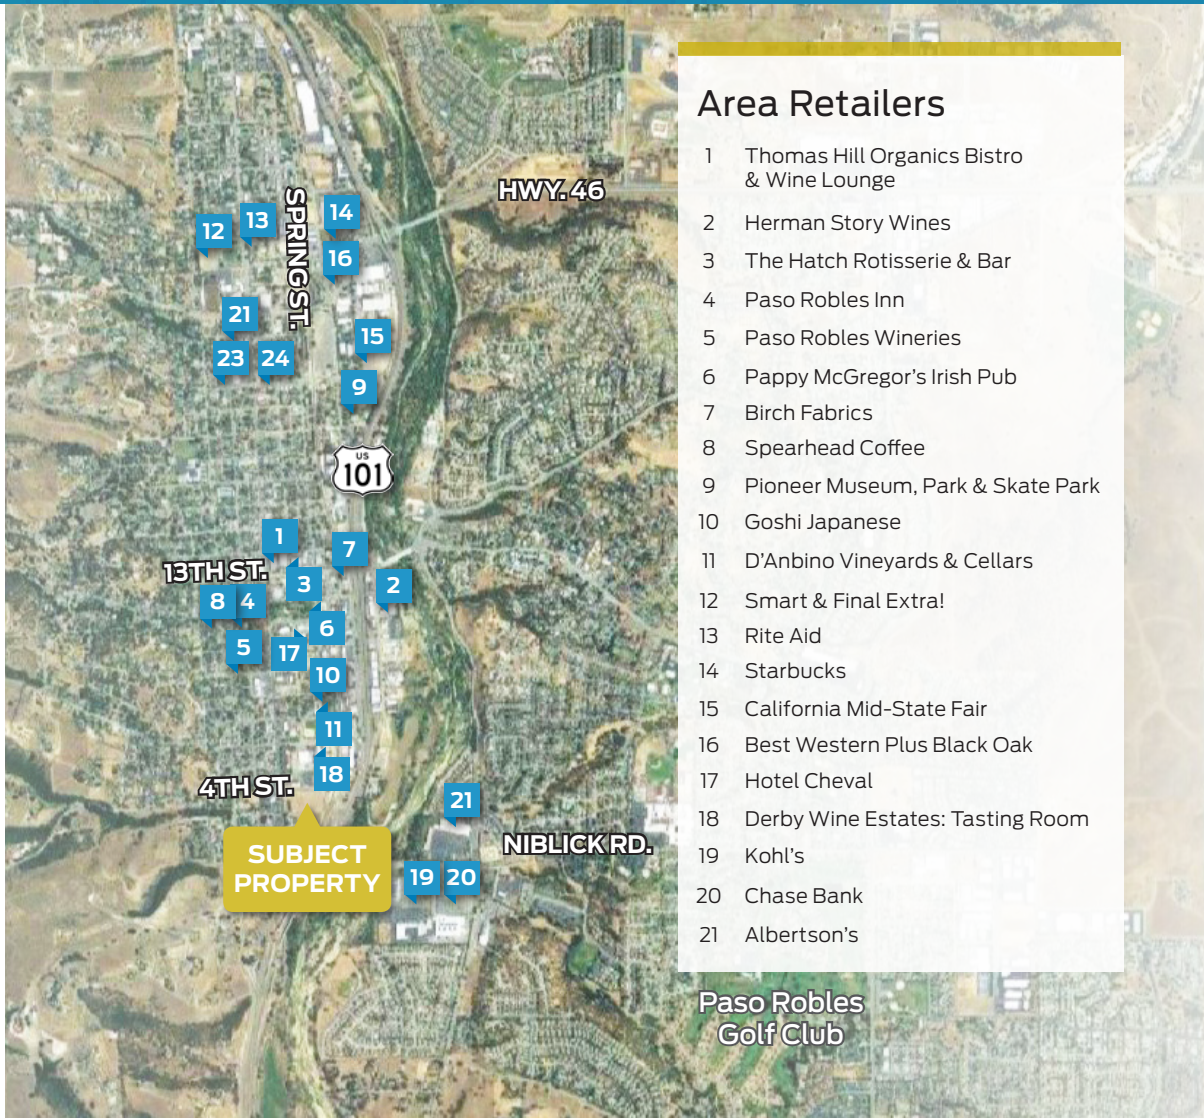 Area Retailers
1 Thomas Hill Organics Bistro
& Wine Lounge
2 Herman Story Wines
3 The Hatch Rotisserie & Bar
4 Paso Robles Inn
5 Paso Robles Wineries
6 Pappy McGregor's Irish Pub
7 Birch Fabrics
8 Spearhead Coffee
9 Pioneer Museum, Park & Skate Park
10 Goshi Japanese
11 D'Anbino Vineyards & Cellars
12 Smart & Final Extra!
13 Rite Aid
14 Starbucks
15 California Mid-State Fair
16 Best Western Plus Black Oak
17 Hotel Cheval
18 Derby Wine Estates: Tasting Room
19 Kohl's
20 Chase Bank
21 Albertson's
HWY. 46
SPRING ST.
12
13
14
16
21
15
23
24
9
US
101
1
7
13TH ST.
3
2
8
4
6
5
17
10
11
18
4TH ST.
21
SUBJECT
PROPERTY
NIBLICK RD.
19
20
Paso Robles
Golf Club